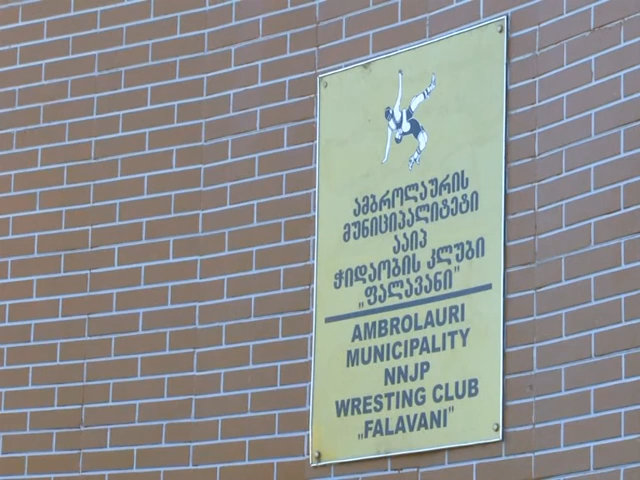 ამბროლაურის
მუნიციპალიტეტი
ააიპ
ჭიდაობის კლუბი
„ფალავანი"
AMBROLAURI
MUNICIPALITY
NNJP
WRESTING CLUB
„FALAVANI"